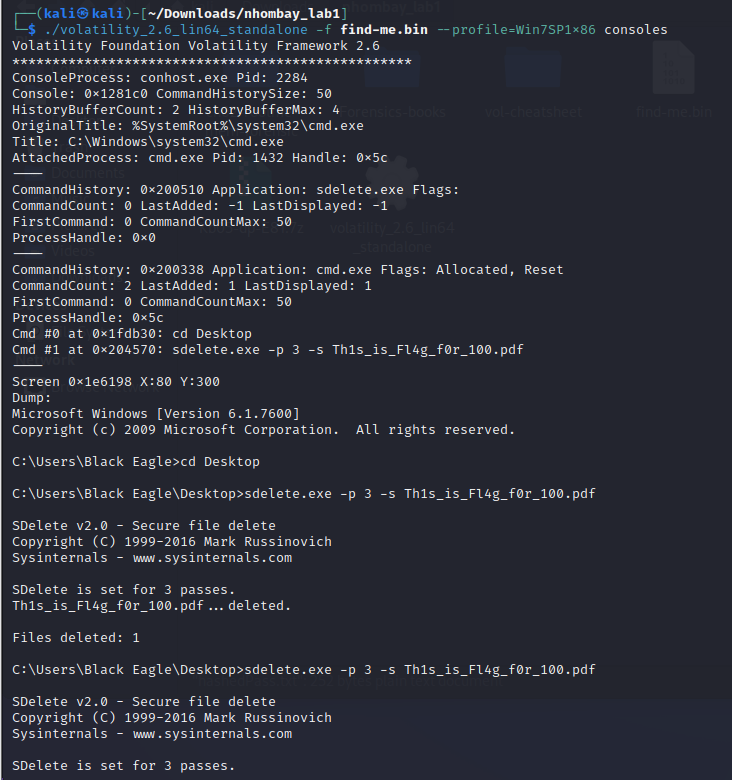 (kali㉿kali)-[~/Downloads/nhombay_lab1]
$ ./volatility_2.6_lin64_standalone -f find-me.bin --profile=Win7SP1×86 consoles
Volatility Foundation Volatility Framework 2.6
**************************************************
ConsoleProcess: conhost.exe Pid: 2284
Console: 0×1281c0 CommandHistorySize: 50
HistoryBufferCount: 2 HistoryBufferMax: 4
OriginalTitle: %SystemRoot%\system32\cmd.exe
Title: C:\Windows\system32\cmd.exe
AttachedProcess: cmd.exe Pid: 1432 Handle: 0×5c
----
CommandHistory: 0×200510 Application: sdelete.exe Flags:
CommandCount: 0 LastAdded: -1 LastDisplayed: -1
FirstCommand: 0 CommandCountMax: 50
ProcessHandle: 0×0
----
CommandHistory: 0×200338 Application: cmd.exe Flags: Allocated, Reset
CommandCount: 2 LastAdded: 1 LastDisplayed: 1
FirstCommand: 0 CommandCountMax: 50
ProcessHandle: 0×5c
Cmd #0 at 0×1fdb30: cd Desktop
Cmd #1 at 0×204570: sdelete.exe -p 3 -s Th1s_is_Fl4g_f0r_100.pdf
----
Screen 0×1e6198 X:80 Y:300
Dump:
Microsoft Windows [Version 6.1.7600]
Copyright (c) 2009 Microsoft Corporation.  All rights reserved.
C:\Users\Black Eagle>cd Desktop
C:\Users\Black Eagle\Desktop>sdelete.exe -p 3 -s Th1s_is_Fl4g_f0r_100.pdf
SDelete v2.0 - Secure file delete
Copyright (C) 1999-2016 Mark Russinovich
Sysinternals - www.sysinternals.com
SDelete is set for 3 passes.
Th1s_is_Fl4g_f0r_100.pdf...deleted.
Files deleted: 1
C:\Users\Black Eagle\Desktop>sdelete.exe -p 3 -s Th1s_is_Fl4g_f0r_100.pdf
SDelete v2.0 - Secure file delete
Copyright (C) 1999-2016 Mark Russinovich
Sysinternals - www.sysinternals.com
SDelete is set for 3 passes.